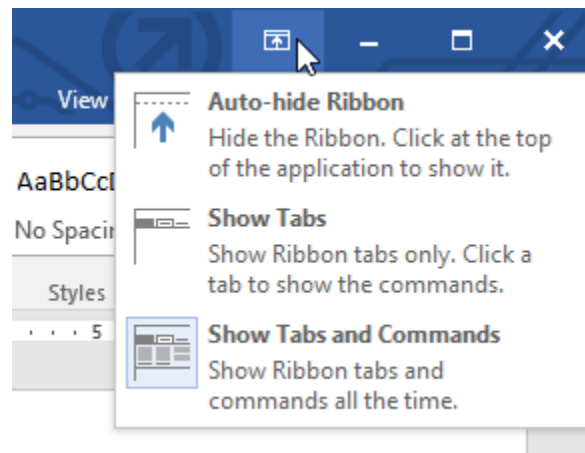 View
Auto-hide Ribbon
Hide the Ribbon. Click at the top
of the application to show it.
AaBbCcD
No Spacin
Show Tabs
Show Ribbon tabs only. Click a
tab to show the commands.
Styles
5
Show Tabs and Commands
Show Ribbon tabs and
commands all the time.